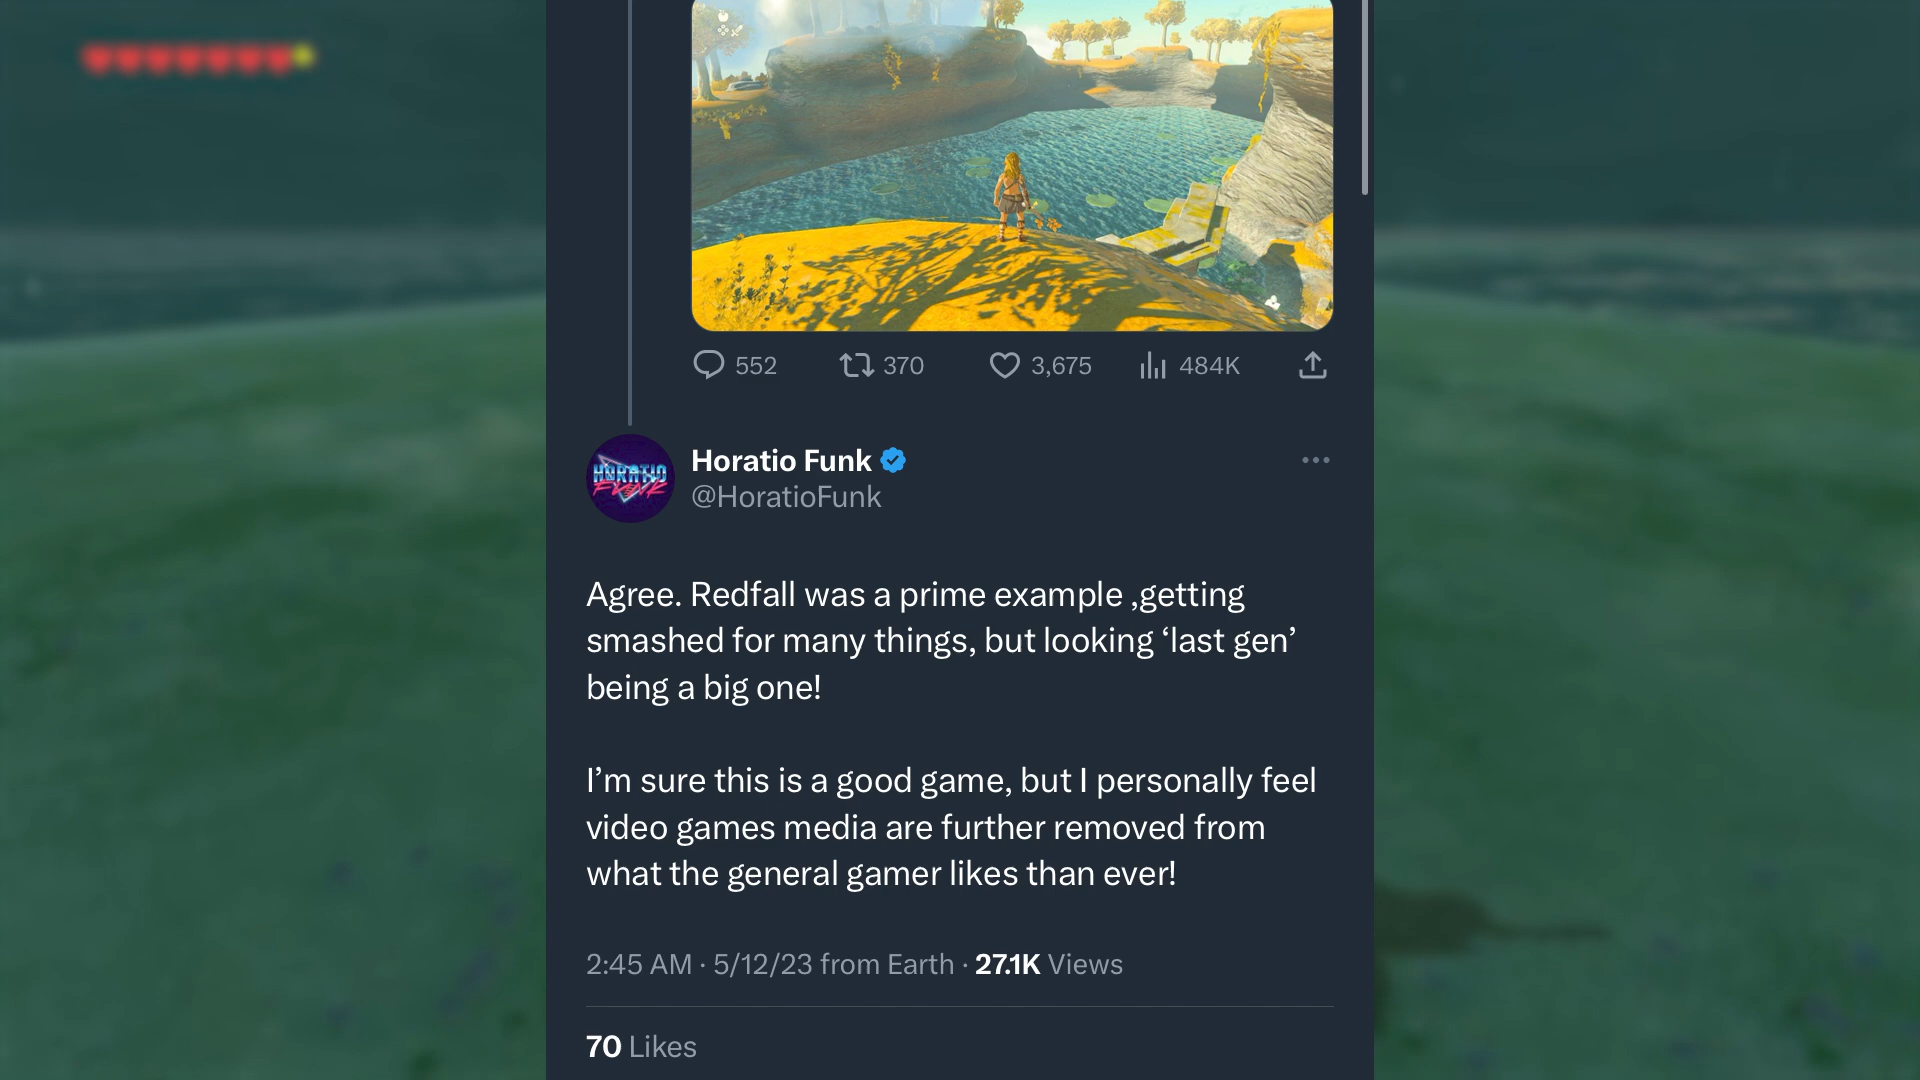 552 370 3,675 484K
HORATIO
FUNK
Horatio Funk
@HoratioFunk
Agree. Redfall was a prime example ,getting
smashed for many things, but looking ‘last gen’
being a big one!
I’m sure this is a good game, but I personally feel
video games media are further removed from
what the general gamer likes than ever!
2:45 AM · 5/12/23 from Earth · 27.1K Views
70 Likes